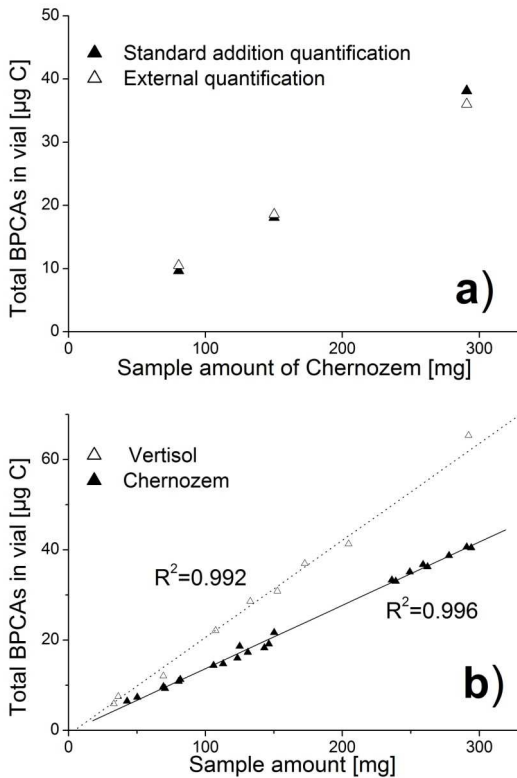 50
40
30
20
10
0
Total BPCAs in vial [µg C]
▲ Standard addition quantification
△ External quantification
a)
0 100 200 300
Sample amount of Chernozem [mg]
60
40
20
0
Total BPCAs in vial [µg C]
△ Vertisol
▲ Chernozem
R²=0.992
R²=0.996
b)
0 100 200 300
Sample amount [mg]